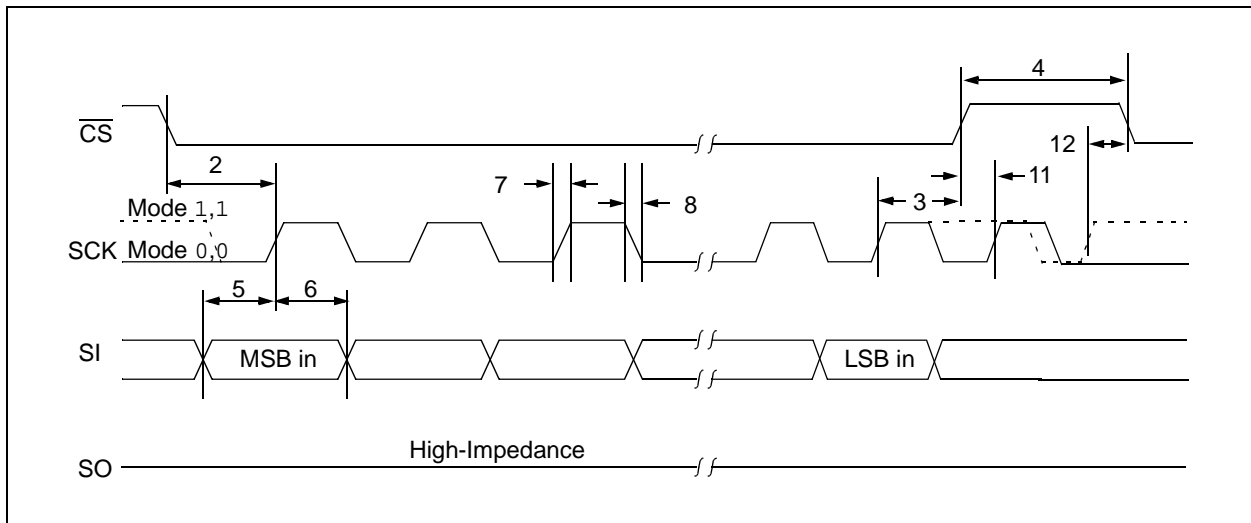 4
CS
12
2
7
11
8
3
Mode 1,1
SCK Mode 0,0
5
6
SI
MSB in
LSB in
High-Impedance
SO